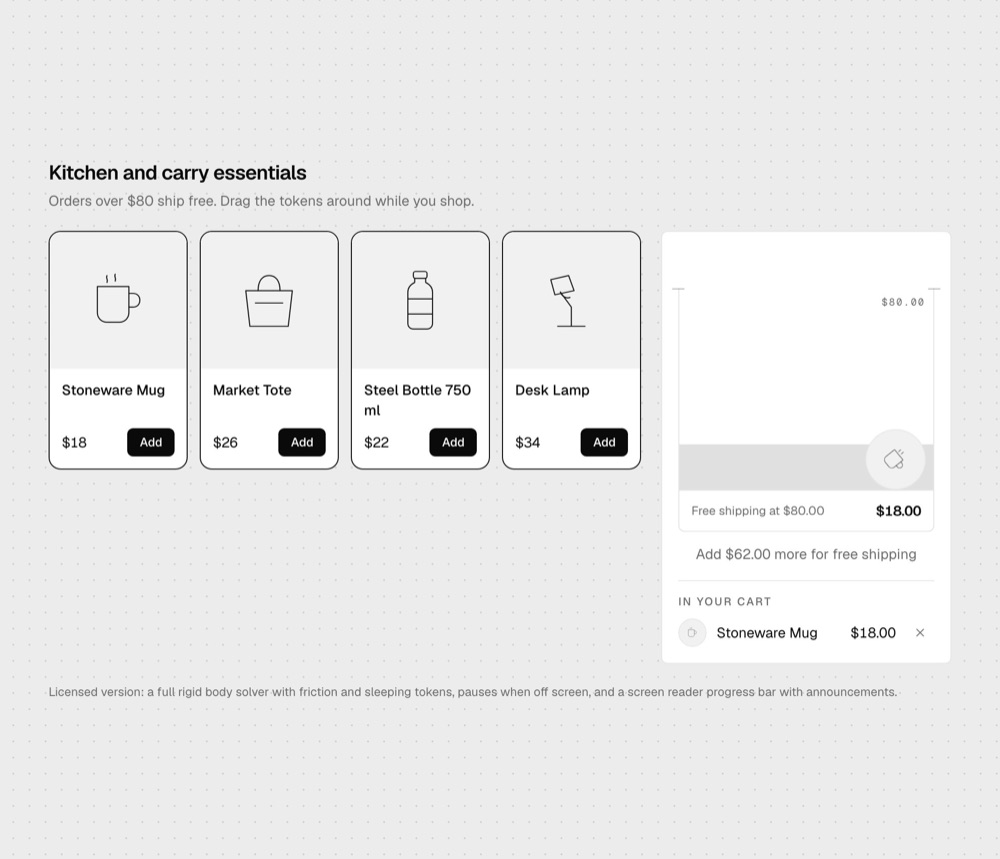 Kitchen and carry essentials
Orders over $80 ship free. Drag the tokens around while you shop.
Stoneware Mug
$18
Add
Market Tote
$26
Add
Steel Bottle 750
ml
$22
Add
Desk Lamp
$34
Add
$80.00
Free shipping at $80.00
$18.00
Add $62.00 more for free shipping
IN YOUR CART
Stoneware Mug
$18.00
×
Licensed version: a full rigid body solver with friction and sleeping tokens, pauses when off screen, and a screen reader progress bar with announcements.